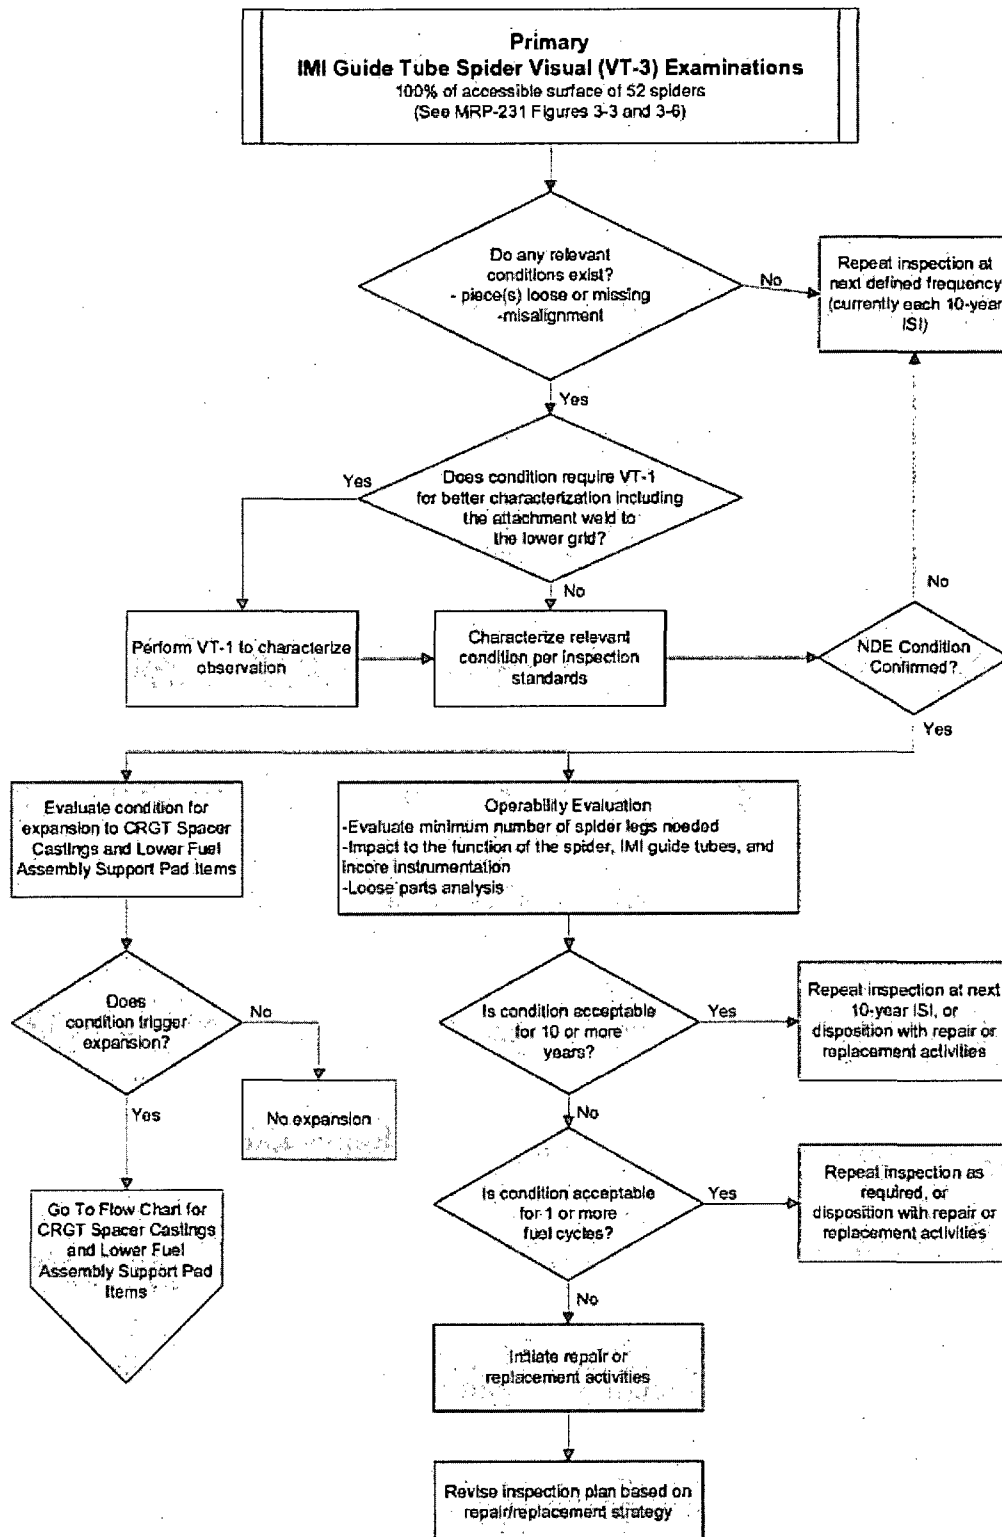 Primary
IMI Guide Tube Spider Visual (VT-3) Examinations
100% of accessible surface of 52 spiders
(See MRP-231 Figures 3-3 and 3-6)
Do any relevant
conditions exist?
- piece(s) loose or missing
-misalignment
No
Repeat inspection at
next defined frequency
(currently each 10-year
ISI)
Yes
Does condition require VT-1
for better characterization including
the attachment weld to
the lower grid?
Yes
No
Perform VT-1 to characterize
observation
Characterize relevant
condition per inspection
standards
NDE Condition
Confirmed?
No
Yes
Evaluate condition for
expansion to CRGT Spacer
Castings and Lower Fuel
Assembly Support Pad Items
Operability Evaluation
-Evaluate minimum number of spider legs needed
-Impact to the function of the spider, IMI guide tubes, and
Incore instrumentation
-Loose parts analysis
Does
condition trigger
expansion?
No
Yes
No expansion
Go To Flow Chart for
CRGT Spacer Castings
and Lower Fuel
Assembly Support Pad
Items
Is condition acceptable
for 10 or more
years?
Yes
Repeat inspection at next
10-year ISI, or
disposition with repair or
replacement activities
No
Is condition acceptable
for 1 or more
fuel cycles?
Yes
Repeat inspection as
required, or
disposition with repair or
replacement activities
No
Initiate repair or
replacement activities
Revise inspection plan based on
repair/replacement strategy